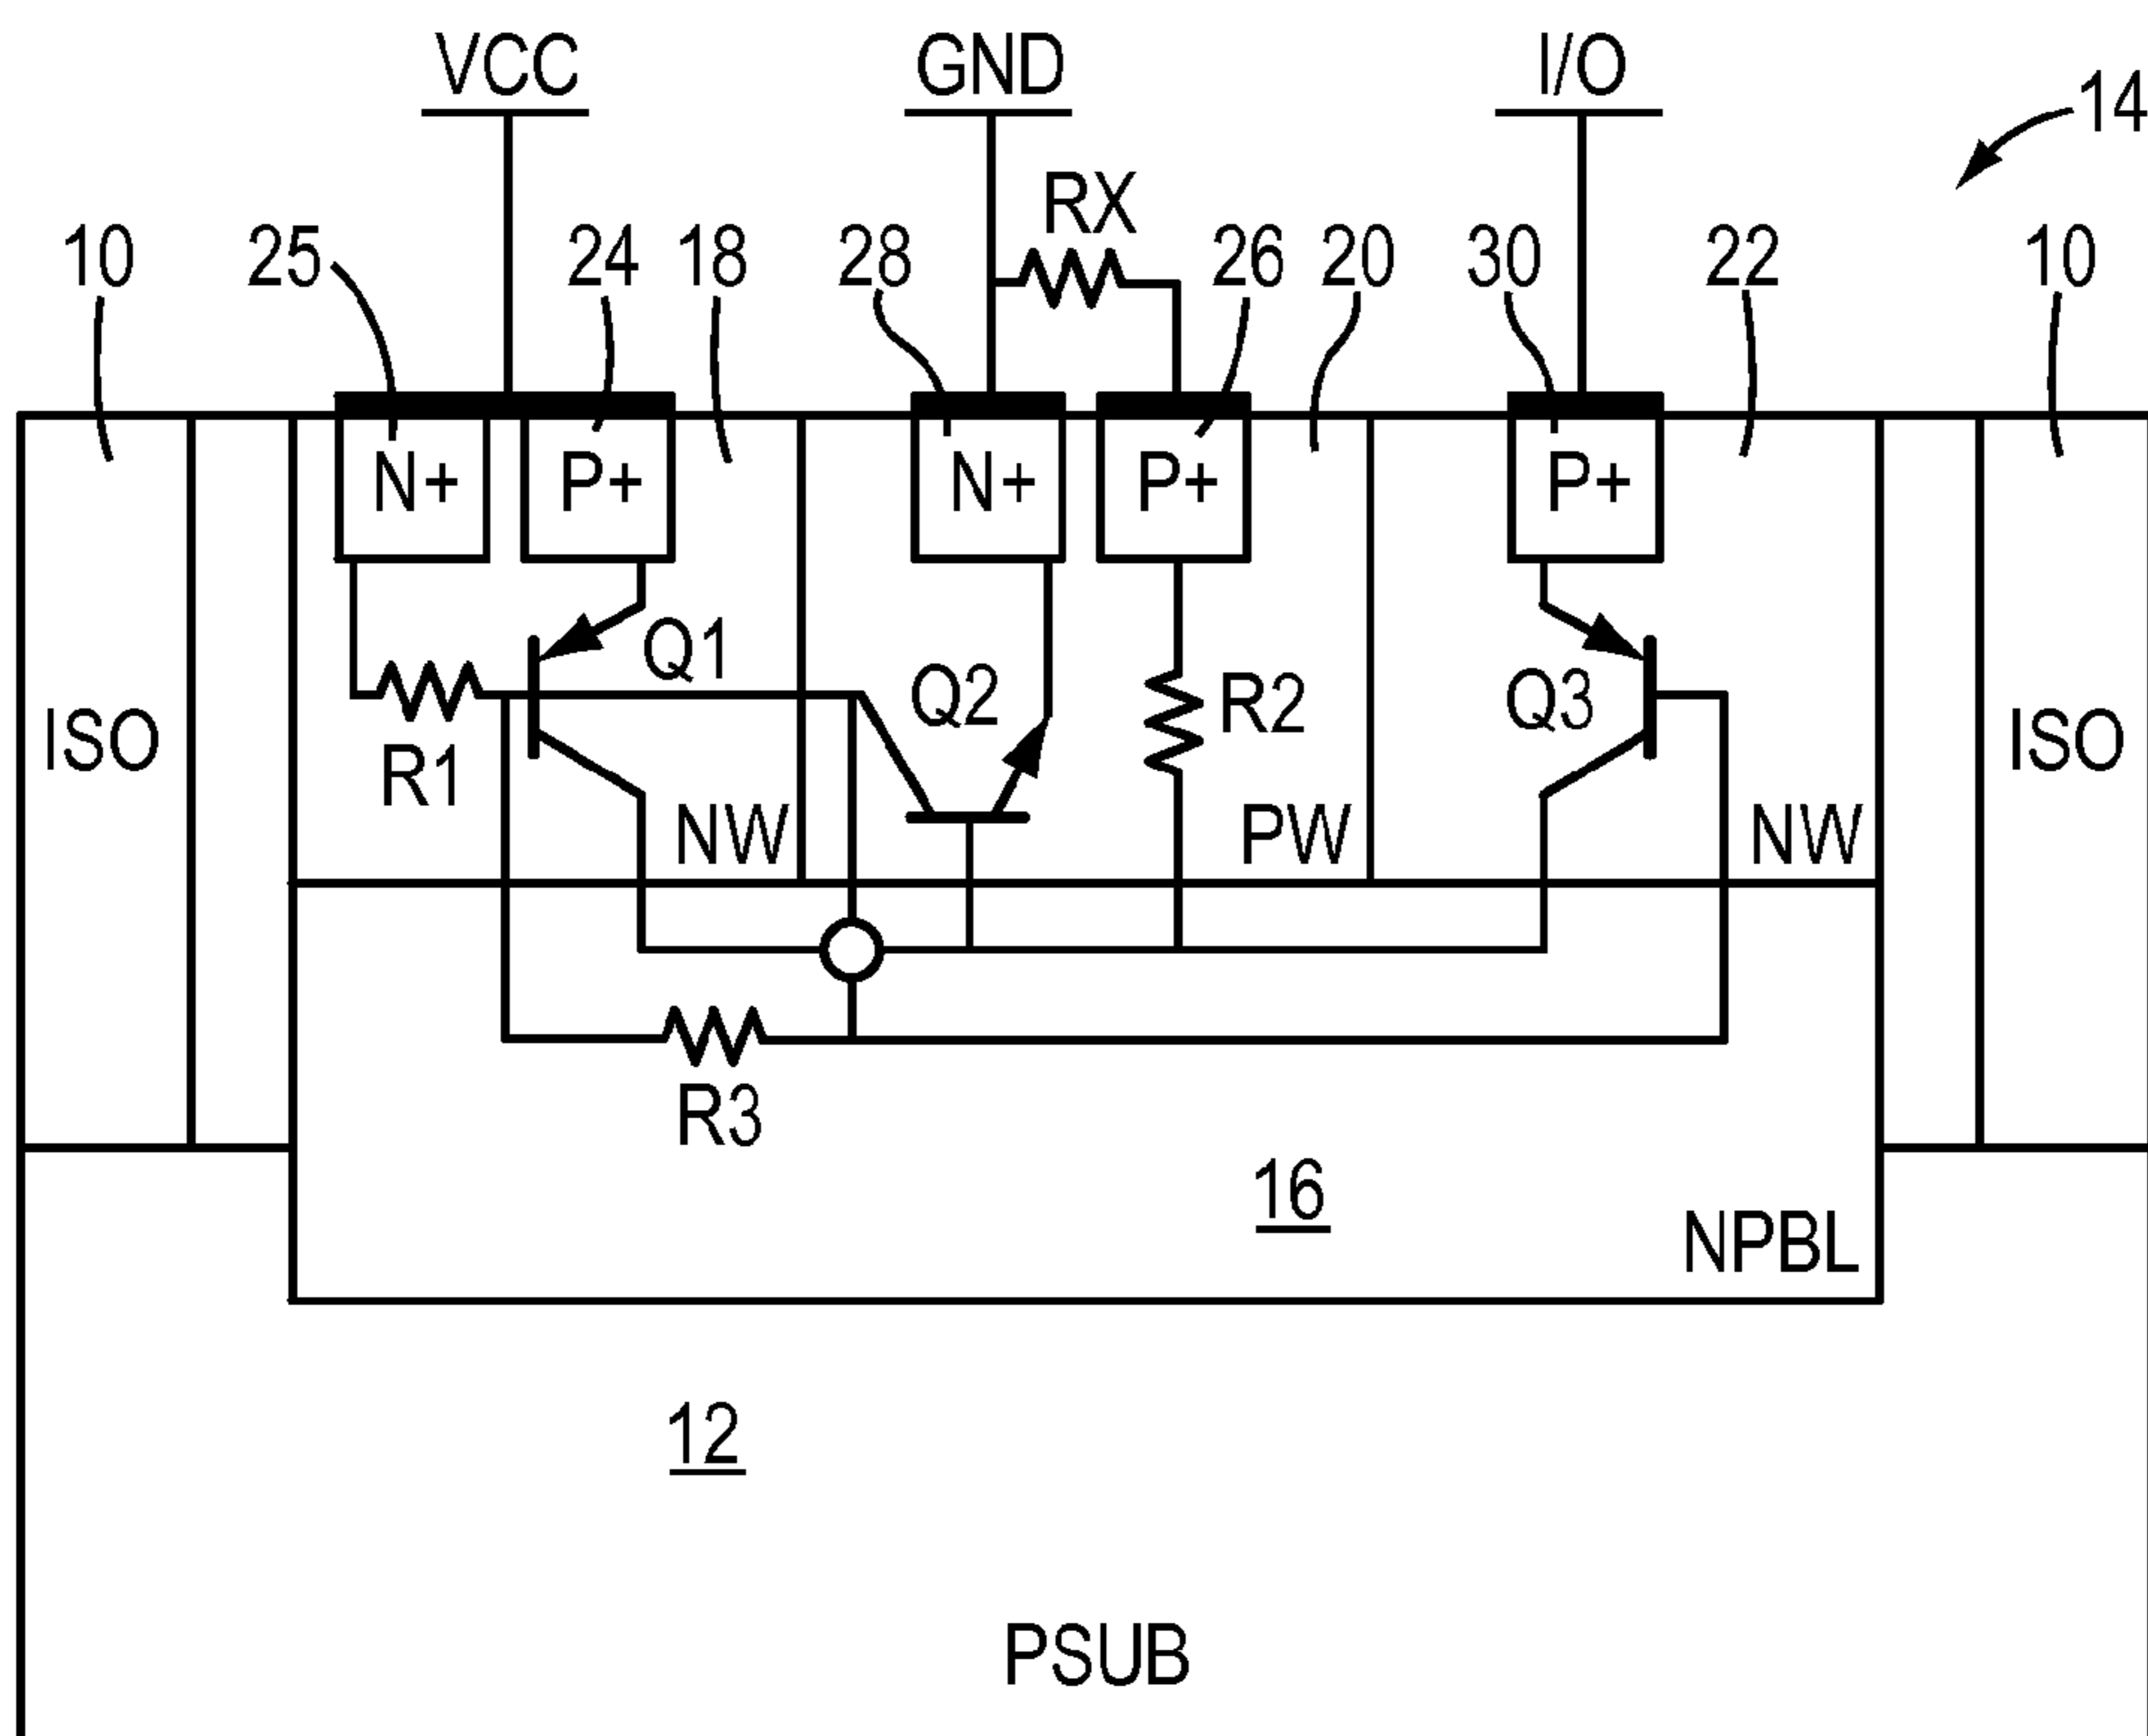 VCC GND I/O
14
RX
10 25 24 18 28 26 20 30 22 10
N+ P+ N+ P+ P+
Q1 Q2 R2 Q3
ISO R1 ISO
NW PW NW
R3
16
NPBL
12
PSUB